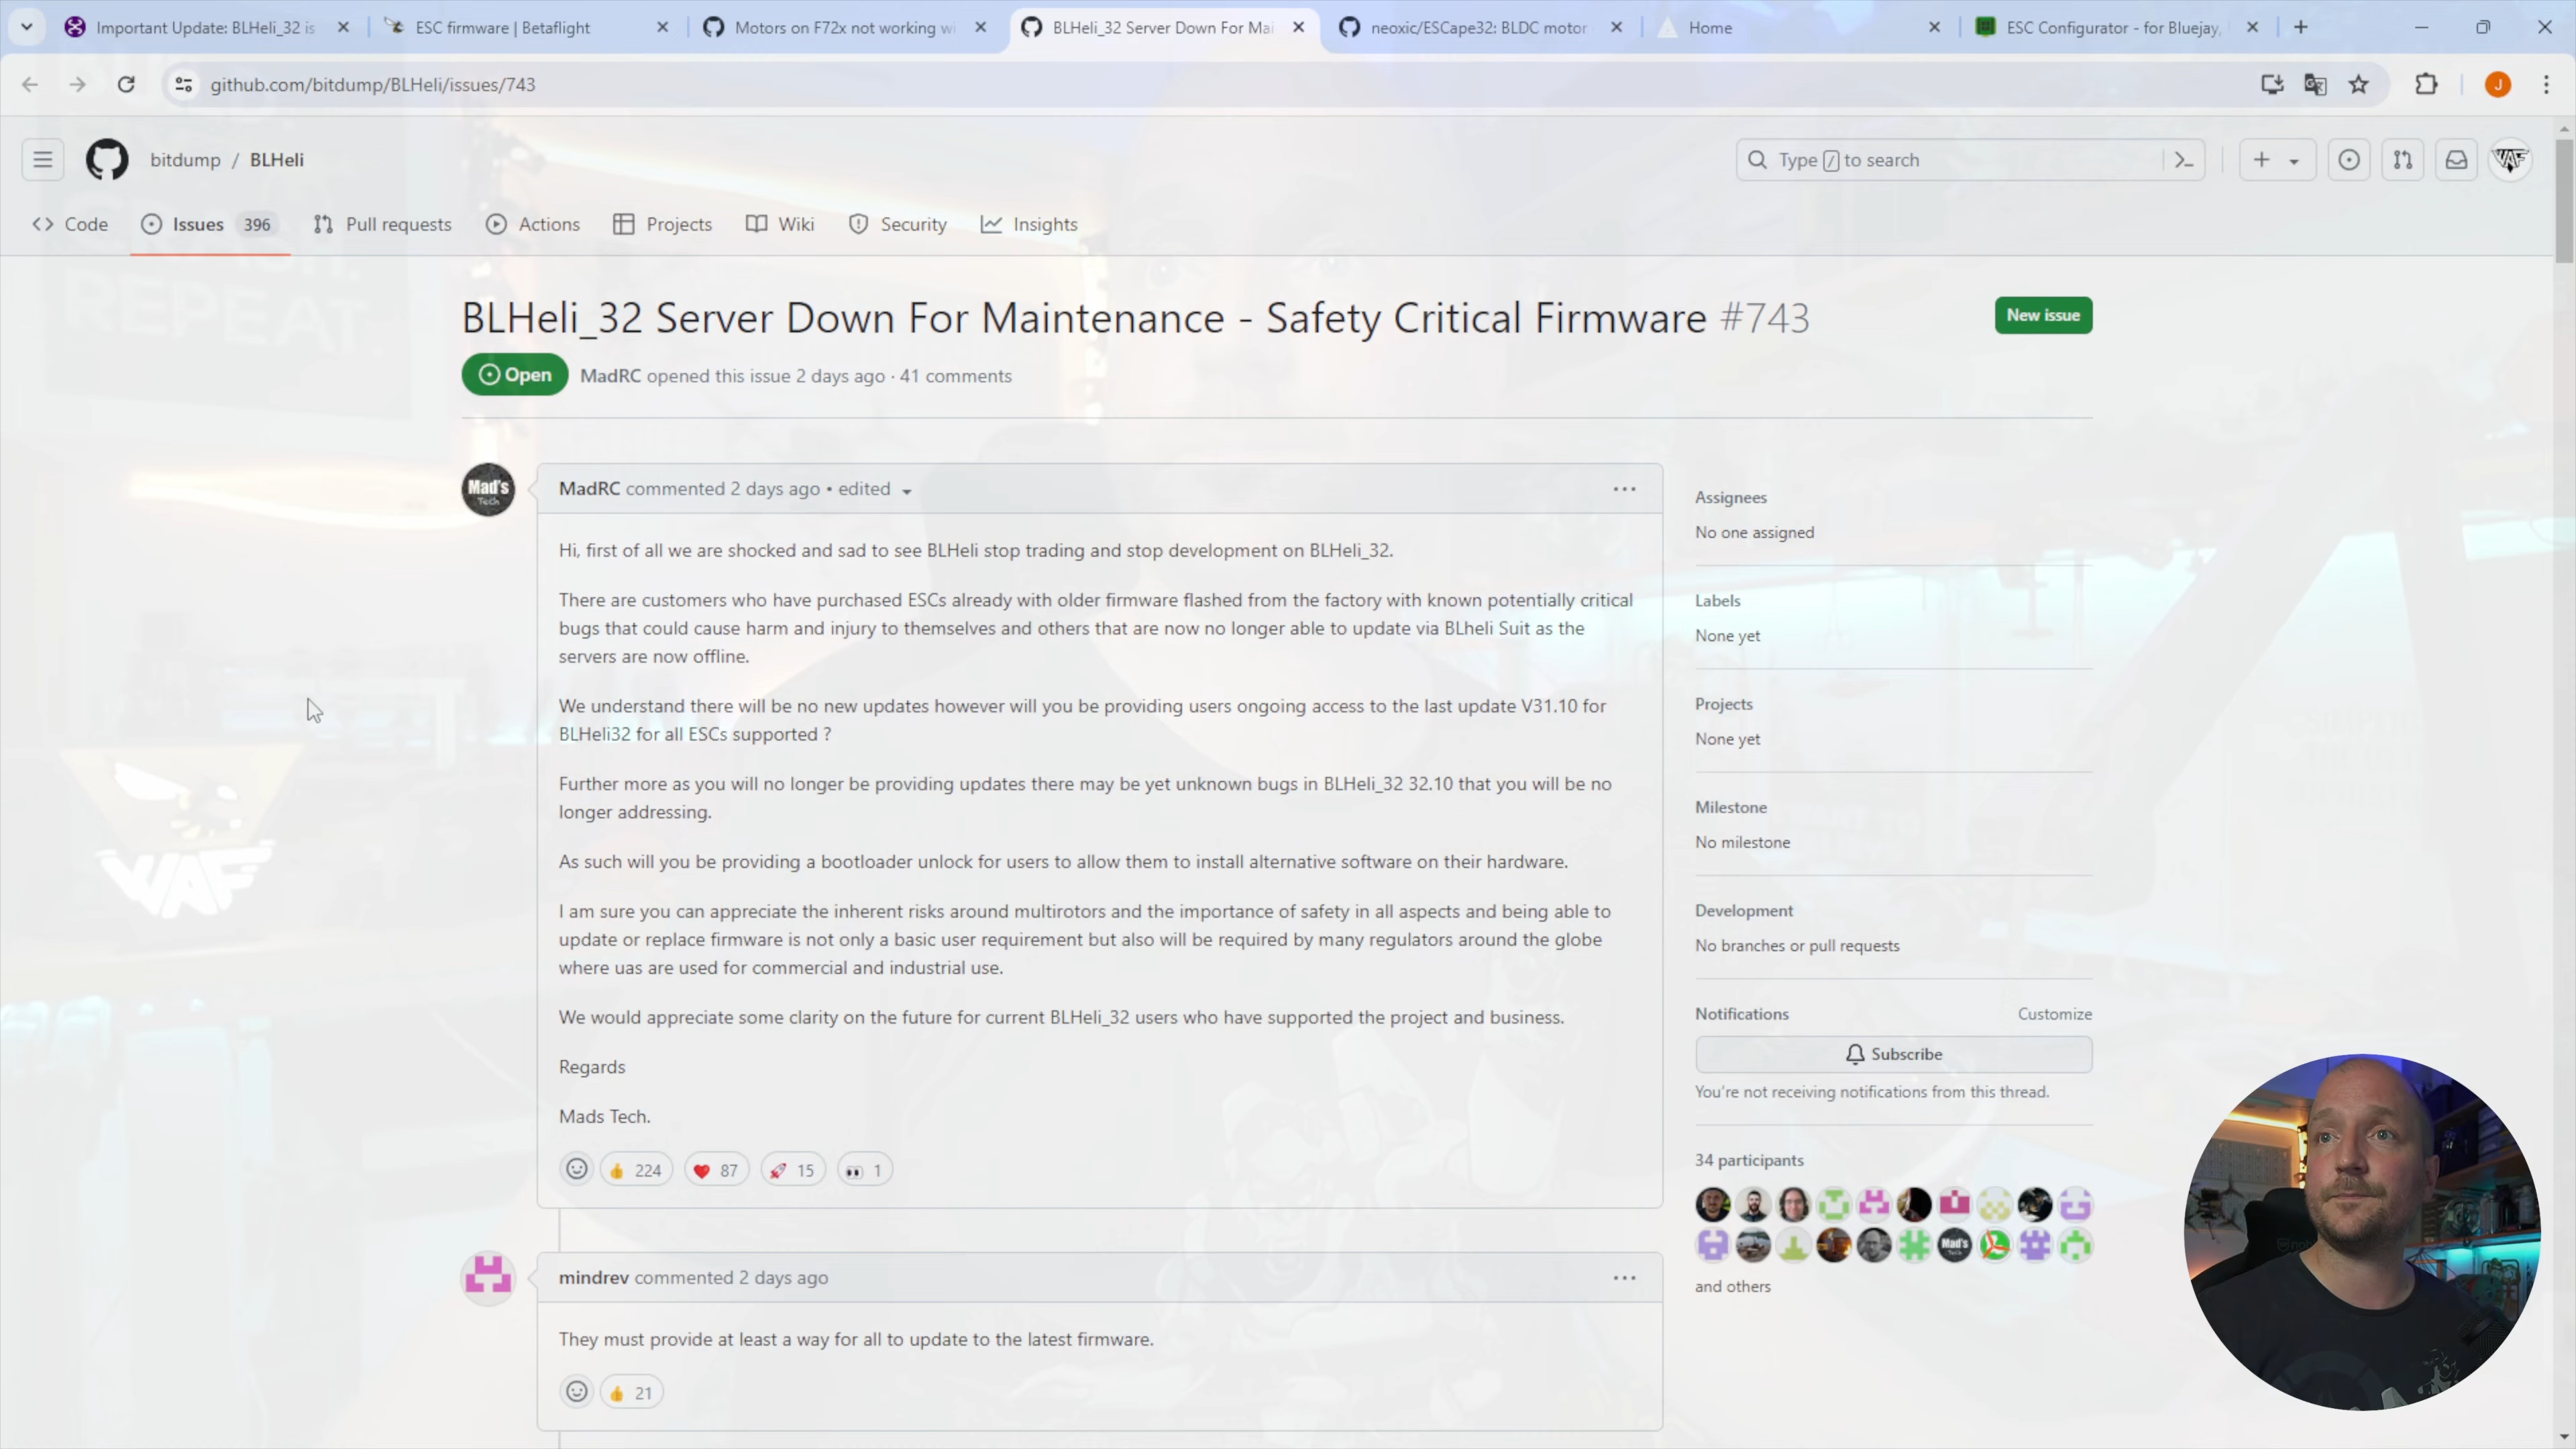 Important Update: BLHeli_32 is
ESC firmware | Betaflight
Motors on F72x not working wi
BLHeli_32 Server Down For Mai
neoxic/ESCape32: BLDC motor
Home
ESC Configurator - for Bluejay,
github.com/bitdump/BLHeli/issues/743
J
bitdump / BLHeli
Type / to search
Code
Issues 396
Pull requests
Actions
Projects
Wiki
Security
Insights
REPEAT.
BLHeli_32 Server Down For Maintenance - Safety Critical Firmware #743
New issue
Open
MadRC opened this issue 2 days ago · 41 comments
Mad's
Tech
MadRC commented 2 days ago • edited
Hi, first of all we are shocked and sad to see BLHeli stop trading and stop development on BLHeli_32.
There are customers who have purchased ESCs already with older firmware flashed from the factory with known potentially critical
bugs that could cause harm and injury to themselves and others that are now no longer able to update via BLheli Suit as the
servers are now offline.
We understand there will be no new updates however will you be providing users ongoing access to the last update V31.10 for
BLHeli32 for all ESCs supported ?
Further more as you will no longer be providing updates there may be yet unknown bugs in BLHeli_32 32.10 that you will be no
longer addressing.
As such will you be providing a bootloader unlock for users to allow them to install alternative software on their hardware.
I am sure you can appreciate the inherent risks around multirotors and the importance of safety in all aspects and being able to
update or replace firmware is not only a basic user requirement but also will be required by many regulators around the globe
where uas are used for commercial and industrial use.
We would appreciate some clarity on the future for current BLHeli_32 users who have supported the project and business.
Regards
Mads Tech.
224
87
15
1
mindrev commented 2 days ago
They must provide at least a way for all to update to the latest firmware.
21
Assignees
No one assigned
Labels
None yet
Projects
None yet
Milestone
No milestone
Development
No branches or pull requests
Notifications
Customize
Subscribe
You're not receiving notifications from this thread.
34 participants
Mad's
Tech
and others
WAF